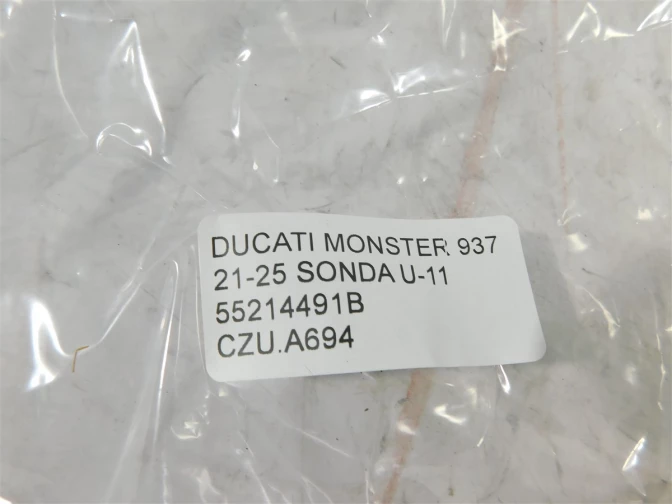 DUCATI MONSTER 937
21-25 SONDA U-11
55214491B
CZU.A694